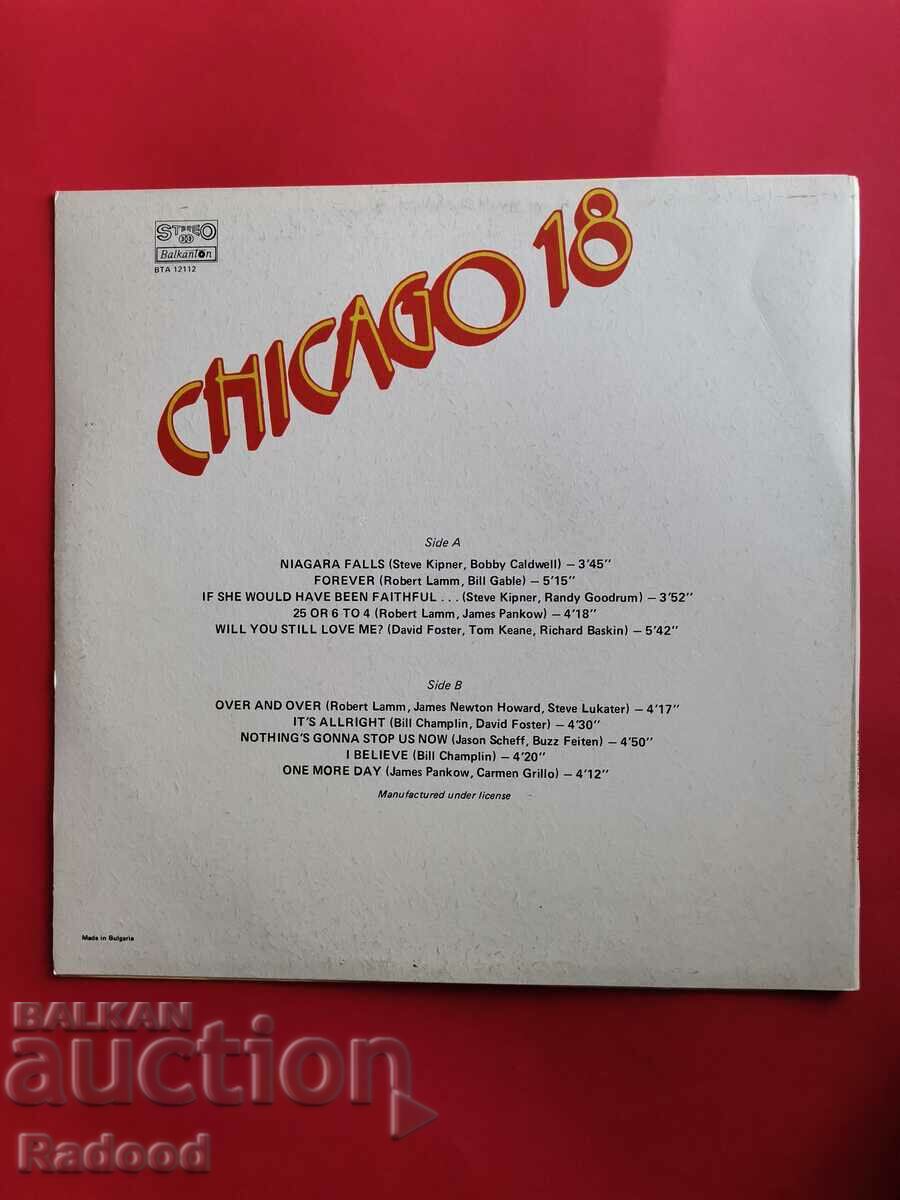 STEREO
Balkanton
BTA 12112
CHICAGO 18
Side A
NIAGARA FALLS (Steve Kipner, Bobby Caldwell) – 3'45"
FOREVER (Robert Lamm, Bill Gable) – 5'15"
IF SHE WOULD HAVE BEEN FAITHFUL . . . (Steve Kipner, Randy Goodrum) – 3'52"
25 OR 6 TO 4 (Robert Lamm, James Pankow) – 4'18"
WILL YOU STILL LOVE ME? (David Foster, Tom Keane, Richard Baskin) – 5'42"
Side B
OVER AND OVER (Robert Lamm, James Newton Howard, Steve Lukater) – 4'17"
IT'S ALLRIGHT (Bill Champlin, David Foster) – 4'30"
NOTHING'S GONNA STOP US NOW (Jason Scheff, Buzz Feiten) – 4'50"
I BELIEVE (Bill Champlin) – 4'20"
ONE MORE DAY (James Pankow, Carmen Grillo) – 4'12"
Manufactured under license
Made in Bulgaria
BALKAN
auction
Radood